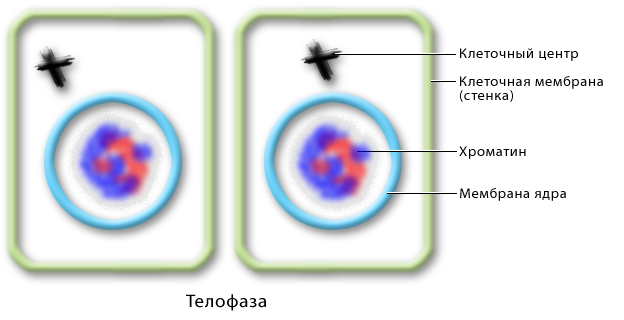 Клеточный центр
Клеточная мембрана
(стенка)
Хроматин
Мембрана ядра
Телофаза